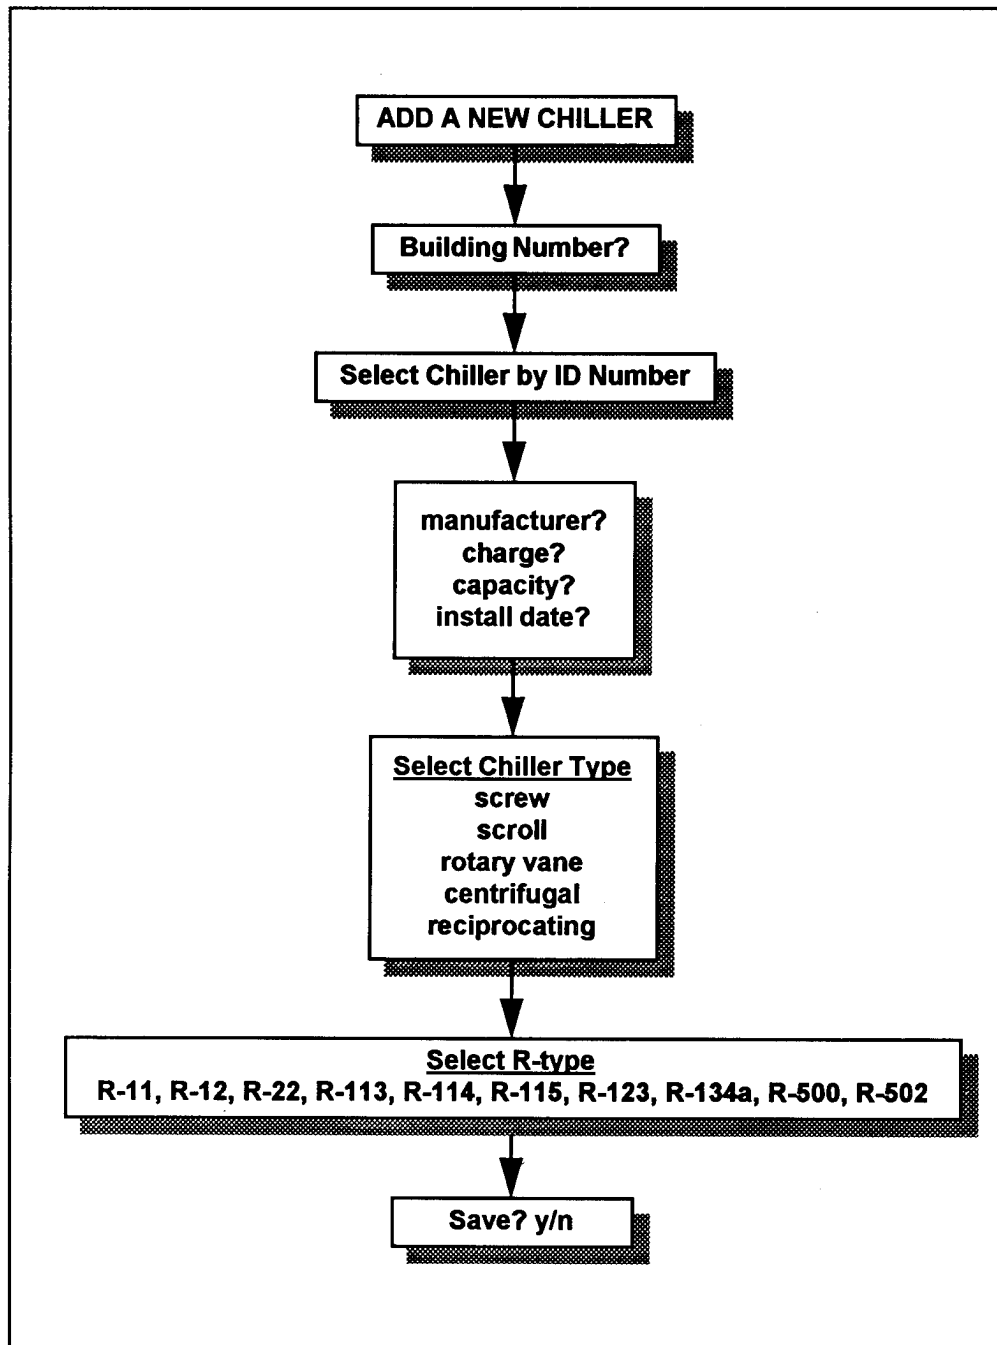 ADD A NEW CHILLER
Building Number?
Select Chiller by ID Number
manufacturer?
charge?
capacity?
install date?
Select Chiller Type
screw
scroll
rotary vane
centrifugal
reciprocating
Select R-type
R-11, R-12, R-22, R-113, R-114, R-115, R-123, R-134a, R-500, R-502
Save? y/n